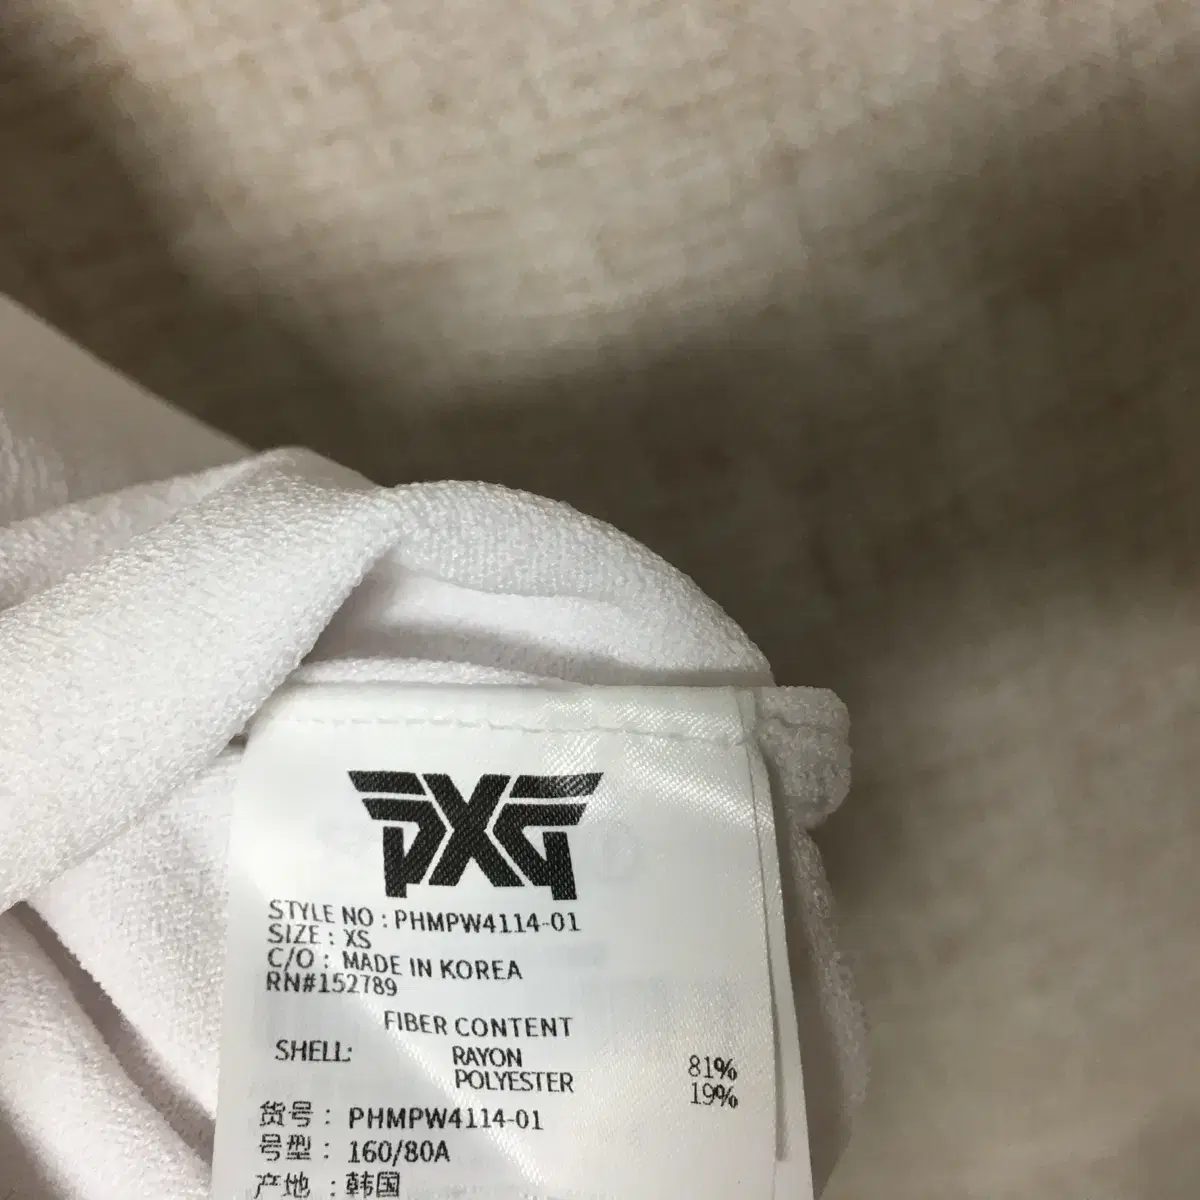 PXG
STYLE NO : PHMPW4114-01
SIZE : XS
C/O : MADE IN KOREA
RN#152789
FIBER CONTENT
SHELL: RAYON 81%
POLYESTER 19%
货号 : PHMPW4114-01
号型 : 160/80A
产地 : 韩国